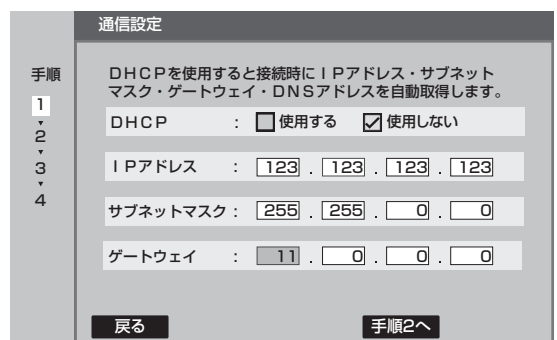 通信設定
手順
1
2
3
4
DHCPを使用すると接続時にIPアドレス・サブネット
マスク・ゲートウェイ・DNSアドレスを自動取得します。
DHCP : 使用する 使用しない
IPアドレス : 123 . 123 . 123 . 123
サブネットマスク : 255 . 255 . 0 . 0
ゲートウェイ : 11 . 0 . 0 . 0
戻る 手順2へ